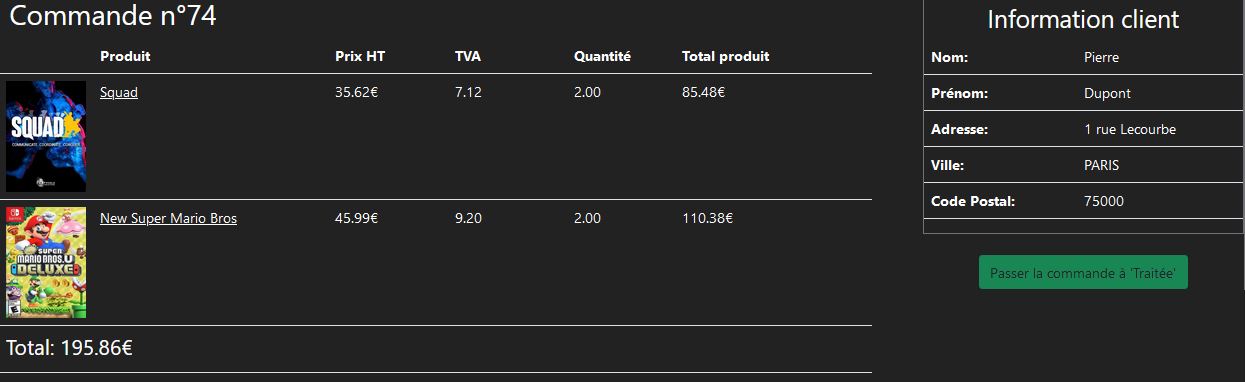 Commande n°74
Produit Prix HT TVA Quantité Total produit
SQUAD
COMMUNICATE. COORDINATE. CONQUER.
Squad 35.62€ 7.12 2.00 85.48€
SUPER
MARIO BROS.U
DELUXE
New Super Mario Bros 45.99€ 9.20 2.00 110.38€
Total: 195.86€
Information client
Nom: Pierre
Prénom: Dupont
Adresse: 1 rue Lecourbe
Ville: PARIS
Code Postal: 75000
Passer la commande à 'Traitée'